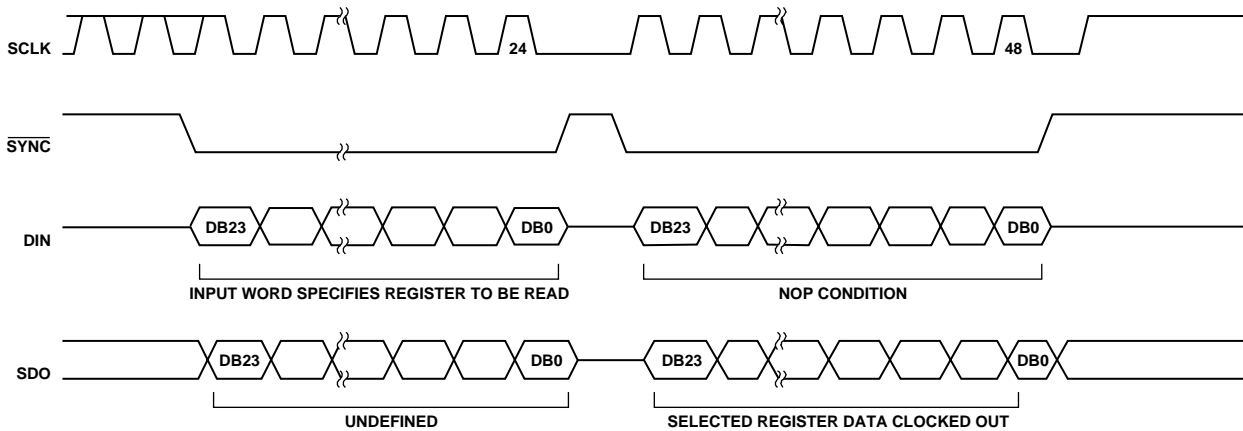 SCLK
24
48
SYNC
DIN
DB23
DB0
DB23
DB0
INPUT WORD SPECIFIES REGISTER TO BE READ
NOP CONDITION
SDO
DB23
DB0
DB23
DB0
UNDEFINED
SELECTED REGISTER DATA CLOCKED OUT